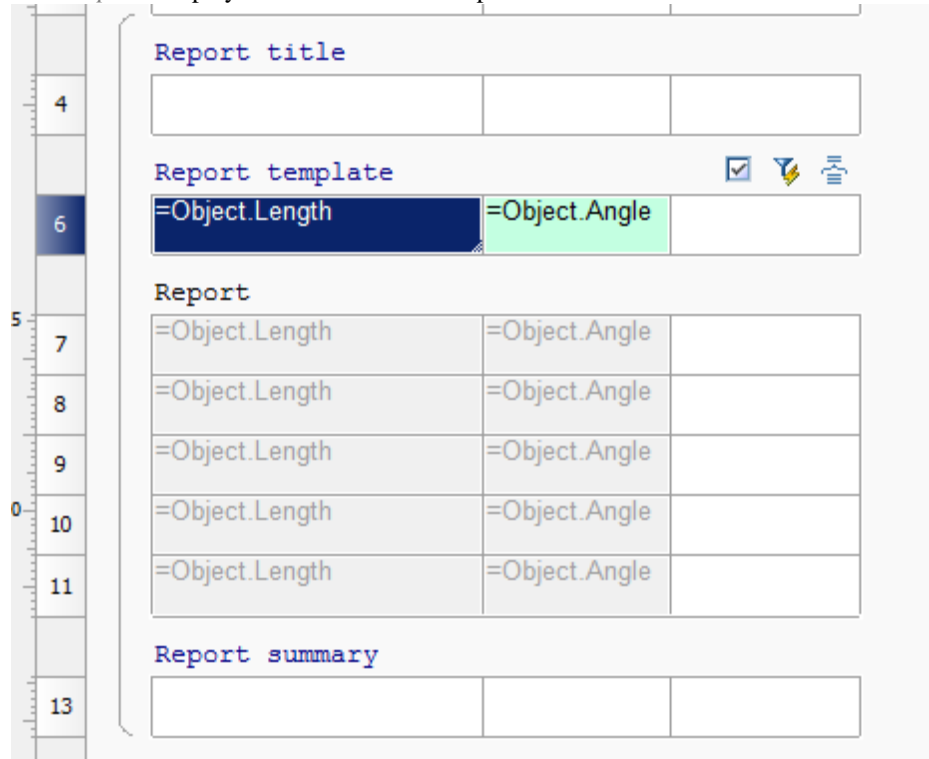 Report title
4
Report template
6 =Object.Length =Object.Angle
Report
5
7 =Object.Length =Object.Angle
8 =Object.Length =Object.Angle
9 =Object.Length =Object.Angle
0
10 =Object.Length =Object.Angle
11 =Object.Length =Object.Angle
Report summary
13